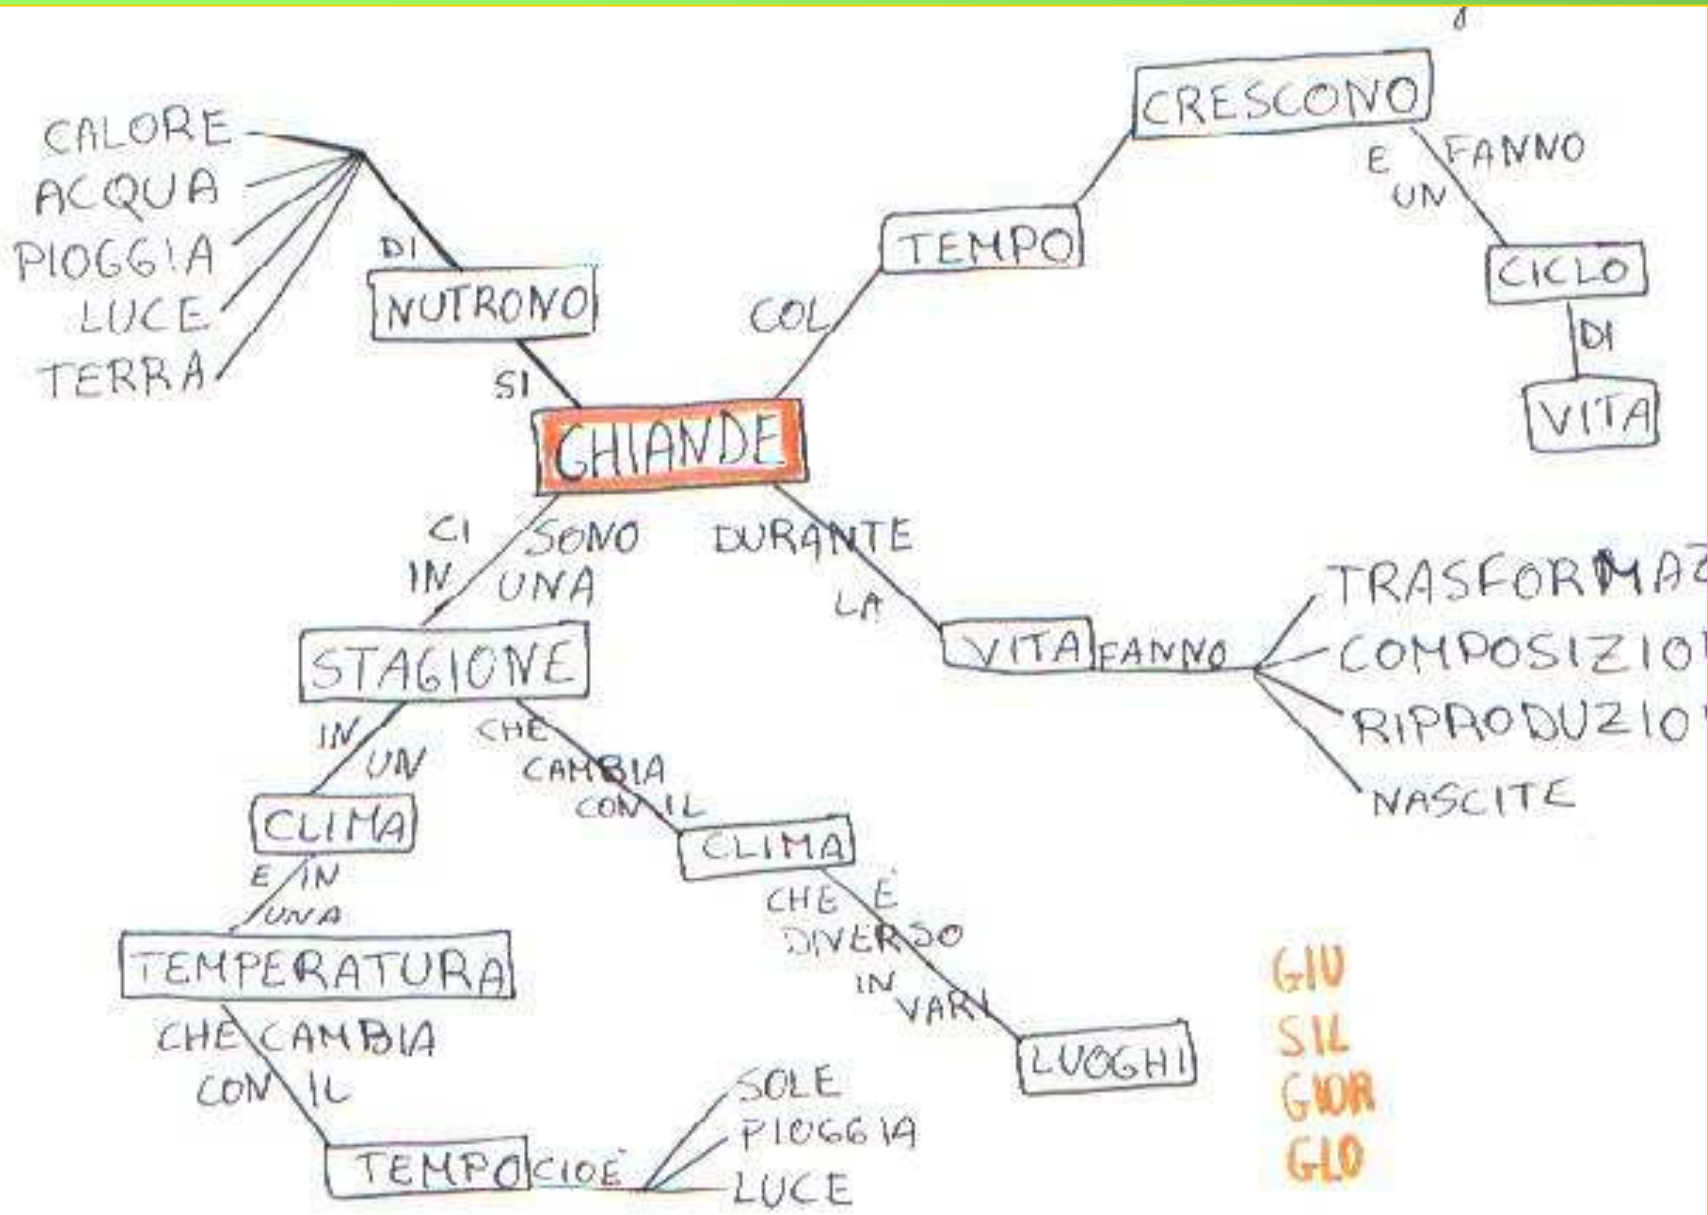 CRESCONO
E FANNO
UN
CICLO
DI
VITA
TEMPO
COL
CALORE
ACQUA
PIOGGIA
LUCE
TERRA
DI
NUTRONO
SI
GHIANDE
CI SONO
IN UNA
STAGIONE
IN
UN
CLIMA
E IN
UNA
TEMPERATURA
CHE CAMBIA
CON IL
TEMPO CIOÈ
SOLE
PIOGGIA
LUCE
CHE
CAMBIA
CON IL
CLIMA
CHE È
DIVERSO
IN VARI
LUOGHI
DURANTE
LA
VITA FANNO
TRASFORMAZ
COMPOSIZIO
RIPRODUZIO
NASCITE
GIU
SIL
GIOR
GLO